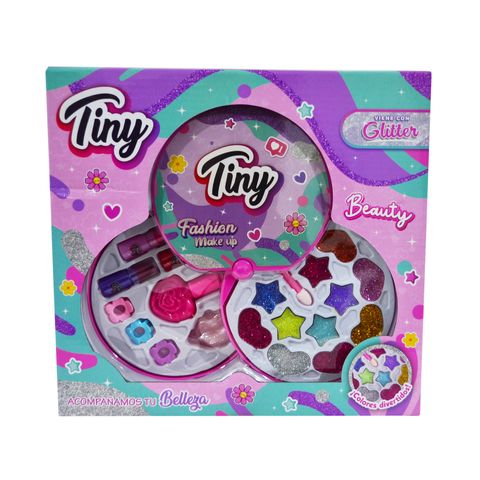 Tiny
VIENE CON
Glitter
Tiny
Fashion
Make up
Beauty
ACOMPAÑAMOS TU Belleza
¡Colores divertidos!